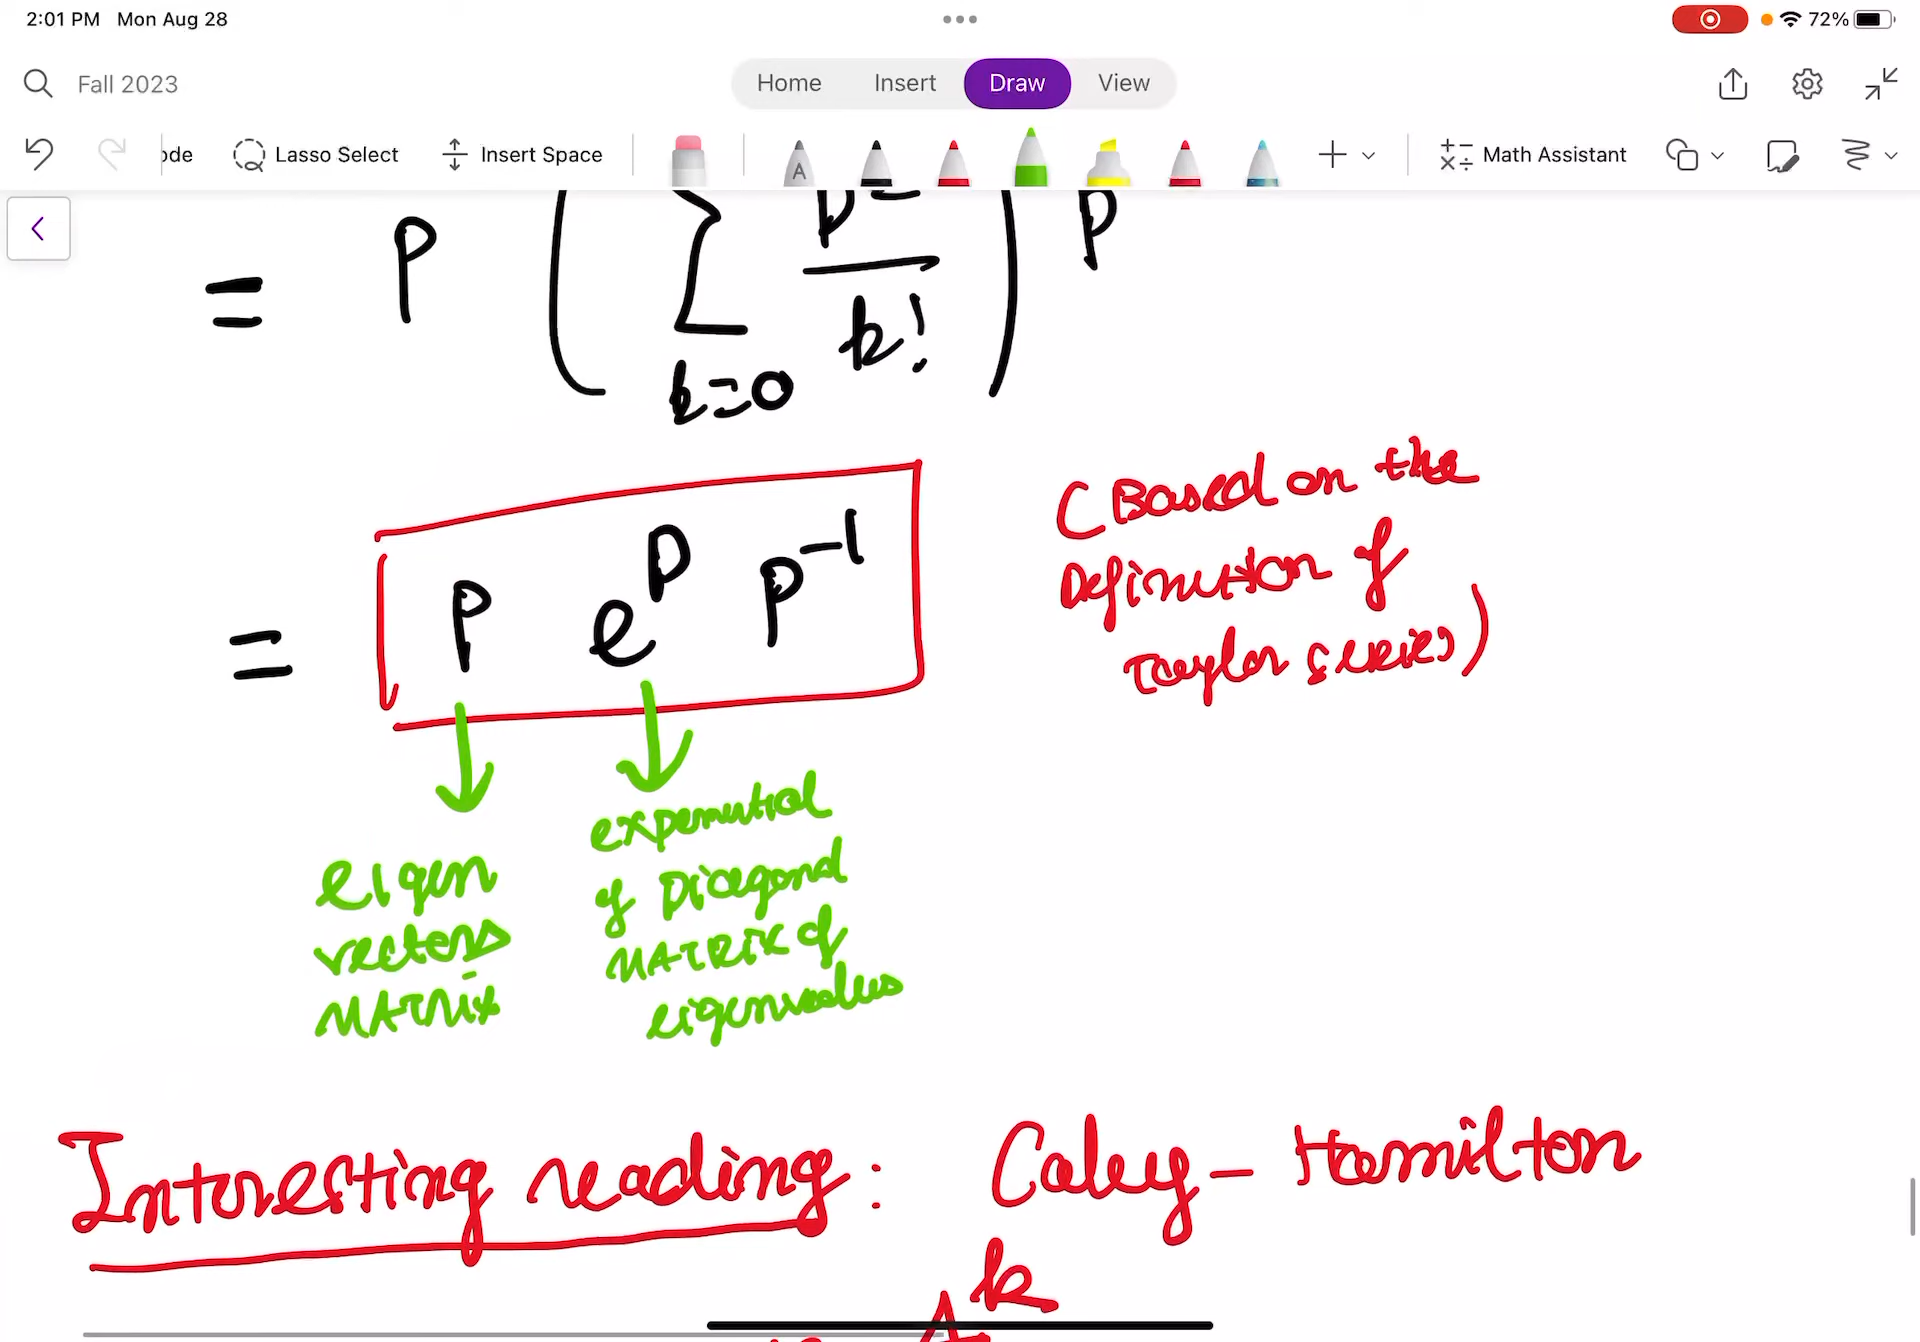 2:01 PM Mon Aug 28
72%
Fall 2023
Home Insert Draw View
ode Lasso Select Insert Space A Math Assistant
= P ( Σ / k! ) P
k=0
= P e^D P^-1
(Based on the
Definition of
Taylor series)
eigen
vectors
MATRIX
exponential
of Diagonal
MATRIX of
eigenvalues
Interesting reading: Caley-Hamilton
A^k